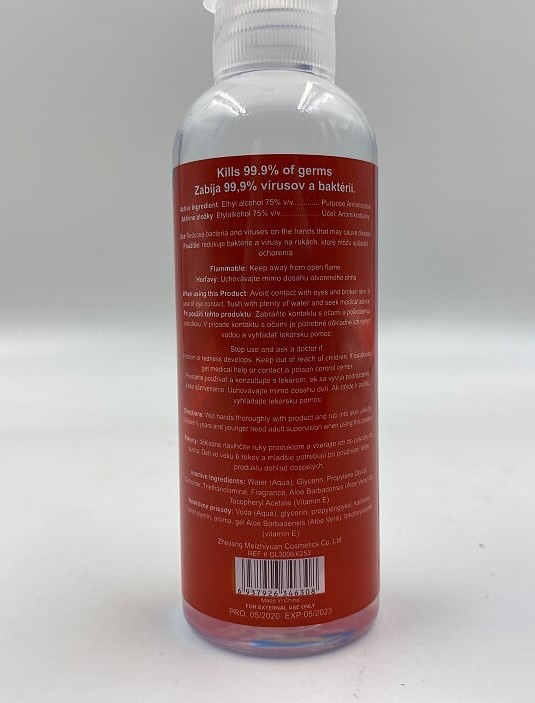 Kills 99.9% of germs
Zabija 99,9% vírusov a baktérií.
Active Ingredient: Ethyl alcohol 75% v/v............. Purpose Antimicrobial
Aktívne zložky Etylalkohol 75% v/v.................. Účel Antimikrobiálny
Use Reduces bacteria and viruses on the hands that may cause disease
Použitie: redukuje baktérie a vírusy na rukách, ktoré môžu spôsobiť
ochorenia.
Flammable: Keep away from open flame.
Horľavý: Uchovávajte mimo dosahu otvoreného ohňa
When using this Product: Avoid contact with eyes and broken skin. In
case of eye contact, flush with plenty of water and seek medical advice.
Po použití tohto produktu: Zabráňte kontaktu s očami a poškodenou
pokožkou. V prípade kontaktu s očami je potrebné dôkladne ich vymyť
vodou a vyhľadať lekársku pomoc.
Stop use and ask a doctor if:
Irritation or redness develops. Keep out of reach of children. If swallowed,
get medical help or contact a poison control center
Prestaňte používať a konzultujte s lekárom, ak sa vyvíja podráždenie
alebo sčervenanie. Uchovávajte mimo dosahu detí. Ak dôjde k požitiu,
vyhľadajte lekársku pomoc.
Directions: Wet hands thoroughly with product and rub into skin until dry.
Children 6 years and younger need adult supervision when using this product.
Pokyny: dôkladne navlhčite ruky produktom a vtierajte ich do pokožky do
sucha. Deti vo veku 6 rokov a mladšie potrebujú pri používaní tohto
produktu dohľad dospelých.
Inactive Ingredients: Water (Aqua), Glycerin, Propylene Glycol,
Carbomer, Triethanolamine, Fragrance, Aloe Barbadensis (Aloe Vera) Gel,
Tocopheryl Acetate (Vitamin E).
Neaktívne prísady: Voda (Aqua), glycerín, propylénglykol, karbomér,
aróma, gél Aloe Barbadensis (Aloe Vera),
(vitamín E)
Zhejiang Meizhiyuan Cosmetics Co.,Ltd
REF # GL3006/6253
6 937926 346308
Made in China
FOR EXTERNAL USE ONLY
PRO: 05/2020 EXP:05/2023